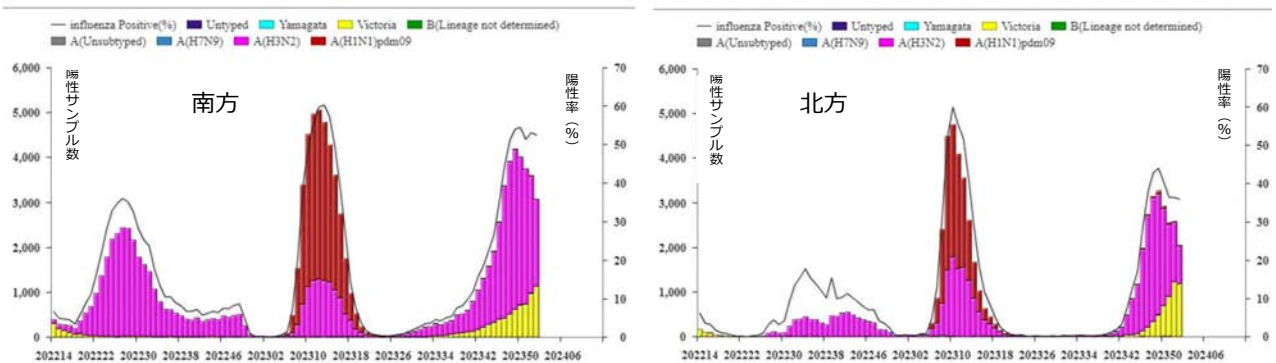 influenza Positive(%) Untyped Yamagata Victoria B(Lineage not determined)
A(Unsubtyped) A(H7N9) A(H3N2) A(H1N1)pdm09
陽性サンプル数
南方
陽性率(%)
6,000
5,000
4,000
3,000
2,000
1,000
0
70
60
50
40
30
20
10
0
202214 202222 202230 202238 202246 202302 202310 202318 202326 202334 202342 202350 202406
influenza Positive(%) Untyped Yamagata Victoria B(Lineage not determined)
A(Unsubtyped) A(H7N9) A(H3N2) A(H1N1)pdm09
陽性サンプル数
北方
陽性率(%)
6,000
5,000
4,000
3,000
2,000
1,000
0
70
60
50
40
30
20
10
0
202214 202222 202230 202238 202246 202302 202310 202318 202326 202334 202342 202350 202406